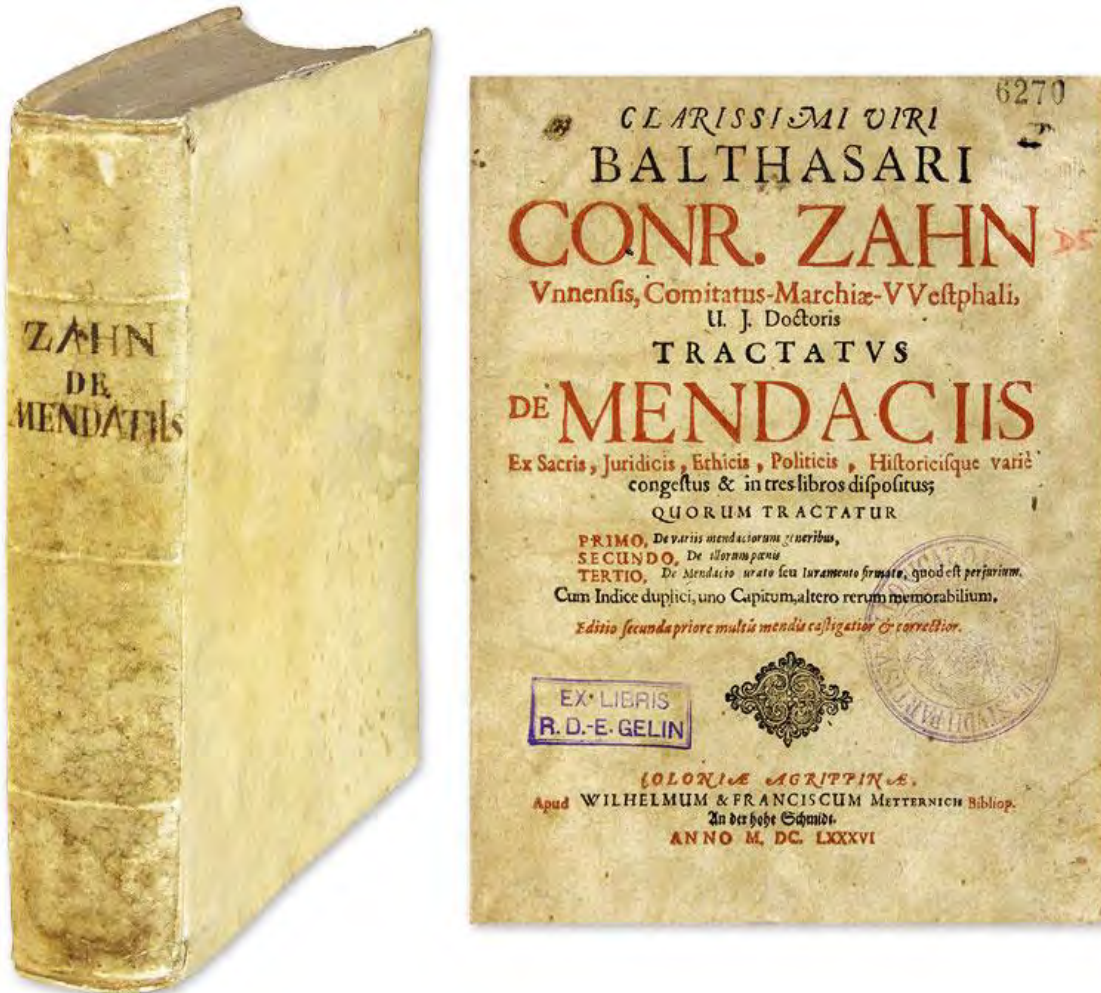 ZAHN
DE
MENDATIIS
6270
CLARISSIMI VIRI
BALTHASARI
CONR. ZAHN
D5
Vnnenſis, Comitatus-Marchiæ-VVeſtphali,
U. J. Doctoris
TRACTATVS
DE MENDACIIS
Ex Sacris, Juridicis, Ethicis, Politicis, Hiſtoriciſque variè
congeſtus & in tres libros diſpoſitus;
QUORUM TRACTATUR
PRIMO, De variis mendaciorum generibus,
SECUNDO, De illorum pœnis
TERTIO, De Mendacio urato ſeu Iuramento firmato, quod eſt perjurium.
Cum Indice duplici, uno Capitum, altero rerum memorabilium.
Editio ſecunda priore multis mendis caſtigatior & correctior.
EX·LIBRIS
R. D.-E. GELIN
COLONIÆ AGRIPPINÆ,
Apud WILHELMUM & FRANCISCUM METTERNICH Bibliop.
An der hohe Schmidt.
ANNO M. DC. LXXXVI